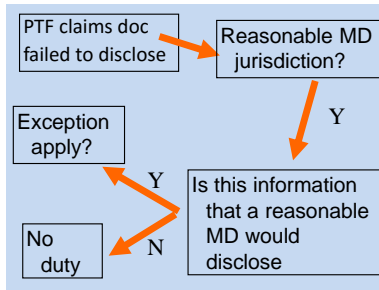 PTF claims doc
failed to disclose
Reasonable MD
jurisdiction?
Y
Exception
apply?
Is this information
that a reasonable
MD would
disclose
Y
N
No
duty